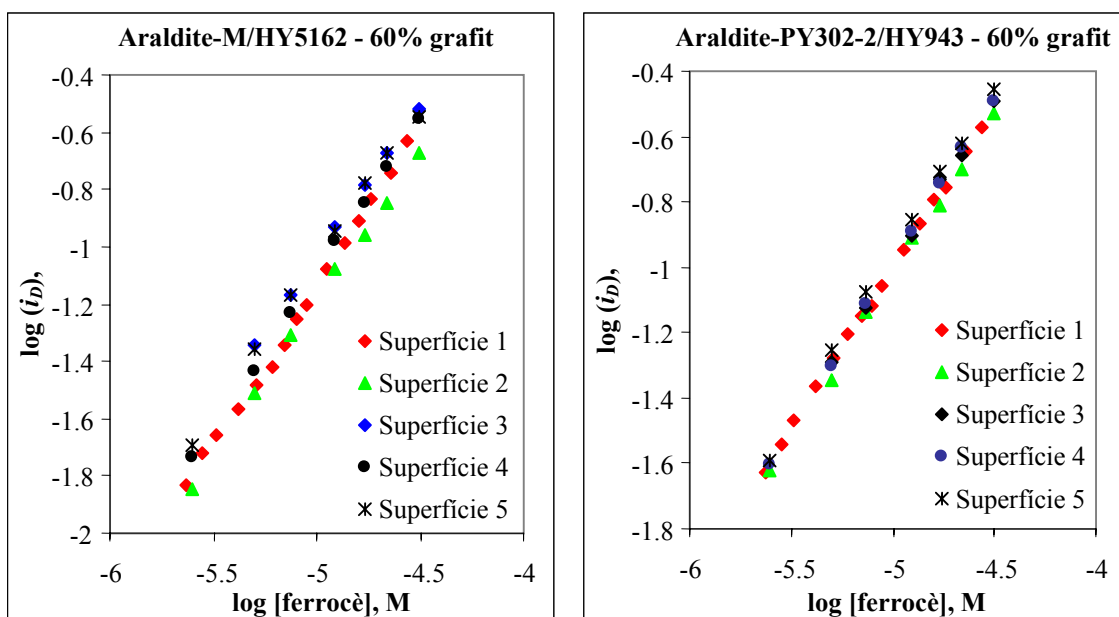 Araldite-M/HY5162 - 60% grafit
-0.4
-0.6
-0.8
-1
-1.2
-1.4
-1.6
-1.8
-2
-6
-5.5
-5
-4.5
-4
log (iD),
log [ferrocè], M
Superfície 1
Superfície 2
Superfície 3
Superfície 4
Superfície 5
Araldite-PY302-2/HY943 - 60% grafit
-0.4
-0.6
-0.8
-1
-1.2
-1.4
-1.6
-1.8
-6
-5.5
-5
-4.5
-4
log (iD),
log [ferrocè], M
Superfície 1
Superfície 2
Superfície 3
Superfície 4
Superfície 5